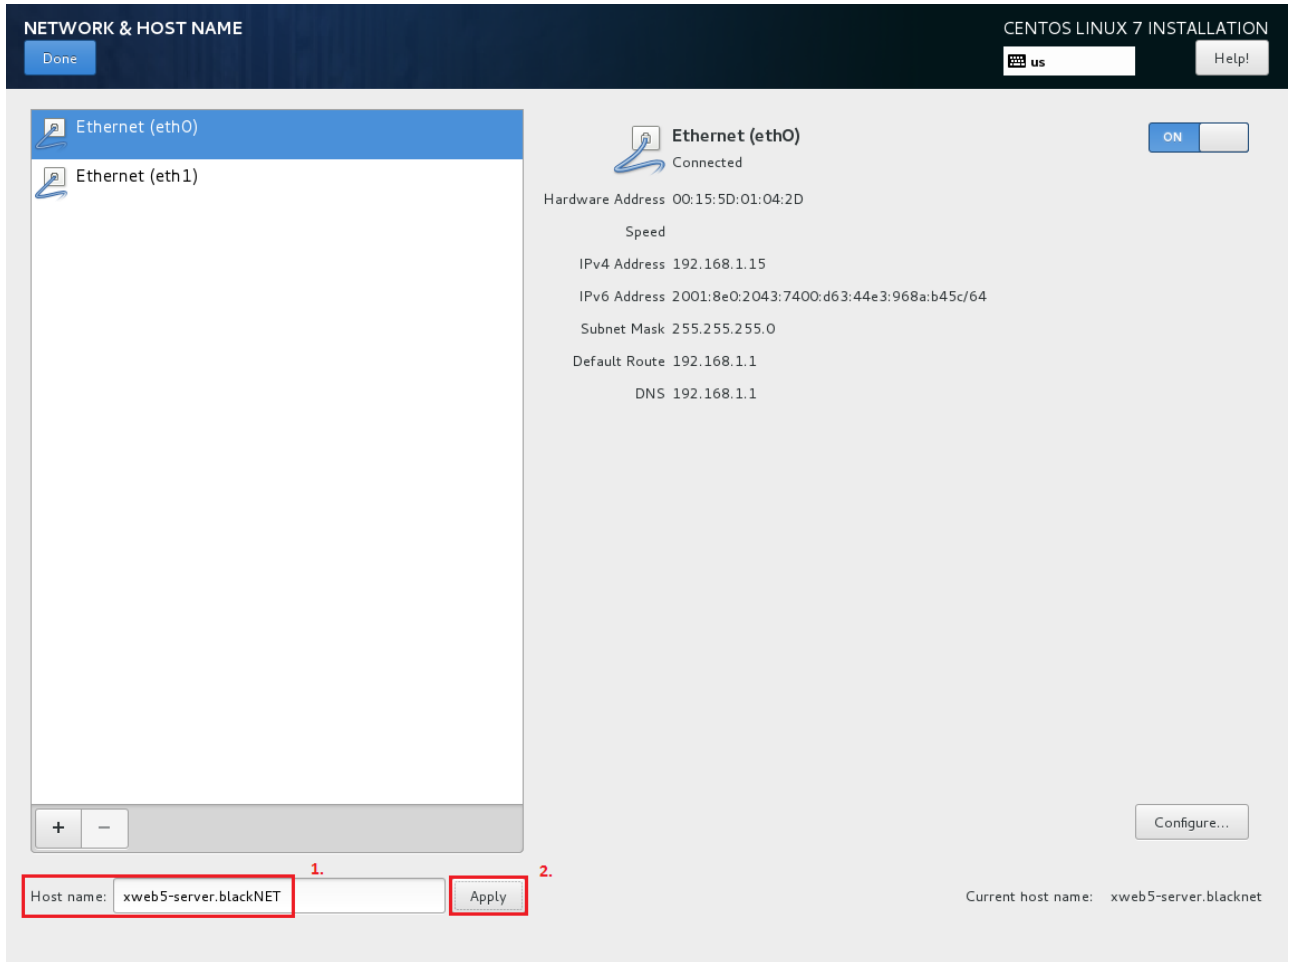 NETWORK & HOST NAME
CENTOS LINUX 7 INSTALLATION
Done
us
Help!
Ethernet (eth0)
Ethernet (eth1)
Ethernet (eth0)
Connected
ON
Hardware Address 00:15:5D:01:04:2D
Speed
IPv4 Address 192.168.1.15
IPv6 Address 2001:8e0:2043:7400:d63:44e3:968a:b45c/64
Subnet Mask 255.255.255.0
Default Route 192.168.1.1
DNS 192.168.1.1
+ −
Configure...
1.
2.
Host name: xweb5-server.blackNET
Apply
Current host name: xweb5-server.blacknet